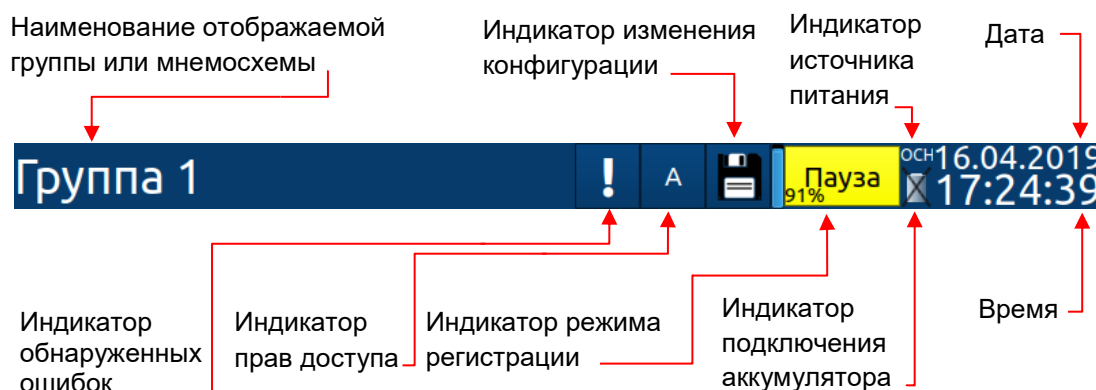 Наименование отображаемой
группы или мнемосхемы
Индикатор изменения
конфигурации
Индикатор
источника
питания
Дата
Группа 1
!
А
91%
Пауза
ОСН
16.04.2019
17:24:39
Индикатор
обнаруженных
ошибок
Индикатор
прав доступа
Индикатор режима
регистрации
Индикатор
подключения
аккумулятора
Время